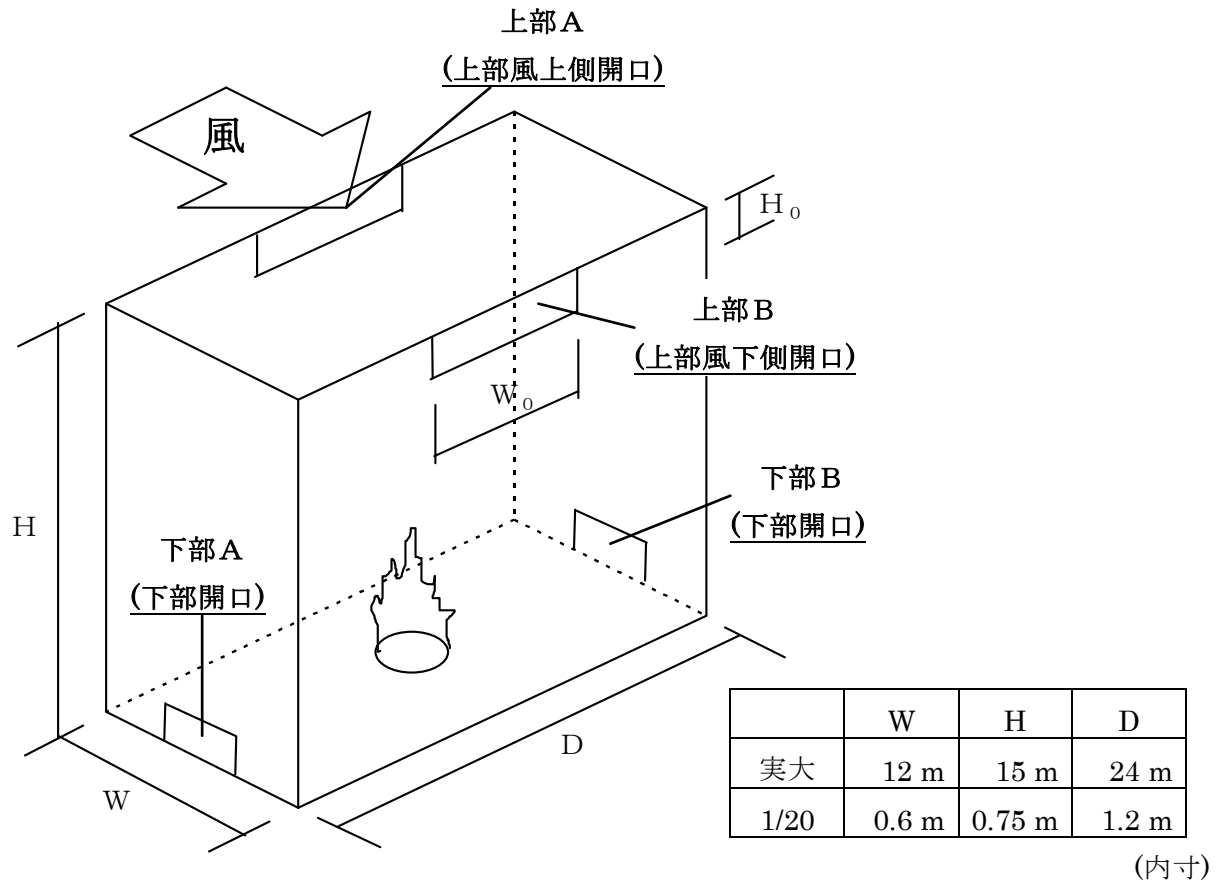 上部A
(上部風上側開口)
風
H₀
上部B
(上部風下側開口)
W₀
下部B
(下部開口)
H
下部A
(下部開口)
D
W
W H D
実大 12 m 15 m 24 m
1/20 0.6 m 0.75 m 1.2 m
(内寸)